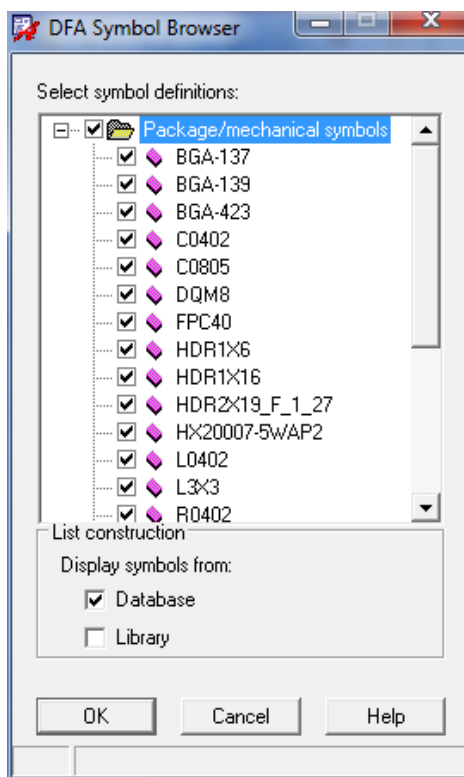 DFA Symbol Browser
Select symbol definitions:
Package/mechanical symbols
BGA-137
BGA-139
BGA-423
C0402
C0805
DQM8
FPC40
HDR1X6
HDR1X16
HDR2X19_F_1_27
HX20007-5WAP2
L0402
L3X3
R0402
List construction
Display symbols from:
Database
Library
OK Cancel Help